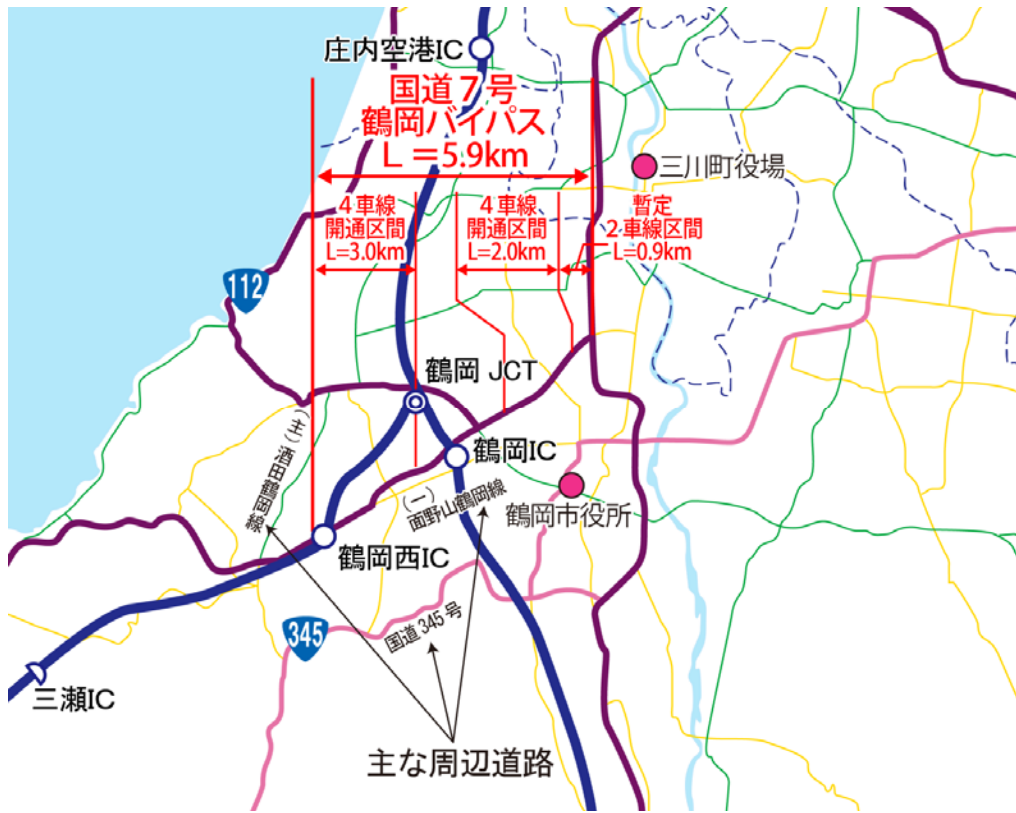 庄内空港IC
国道７号
鶴岡バイパス
Ｌ＝5.9km
三川町役場
４車線
開通区間
L=3.0km
４車線
開通区間
L=2.0km
暫定
２車線区間
L=0.9km
112
鶴岡 JCT
（主）酒田鶴岡線
鶴岡IC
（一）
面野山鶴岡線
鶴岡市役所
鶴岡西IC
国道 345 号
345
三瀬IC
主な周辺道路